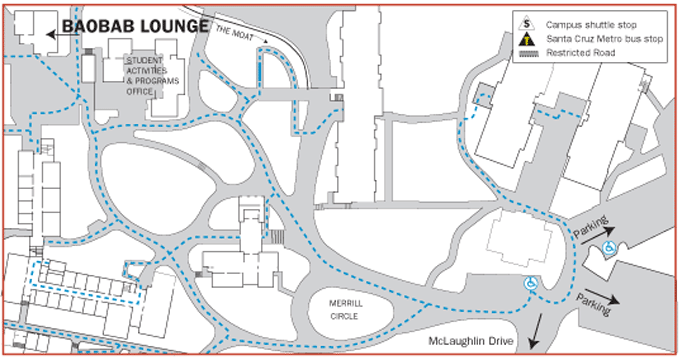 BAOBAB LOUNGE
THE MOAT
STUDENT
ACTIVITIES
& PROGRAMS
OFFICE
S
Campus shuttle stop
T
Santa Cruz Metro bus stop
Restricted Road
Parking
Parking
MERRILL
CIRCLE
McLaughlin Drive